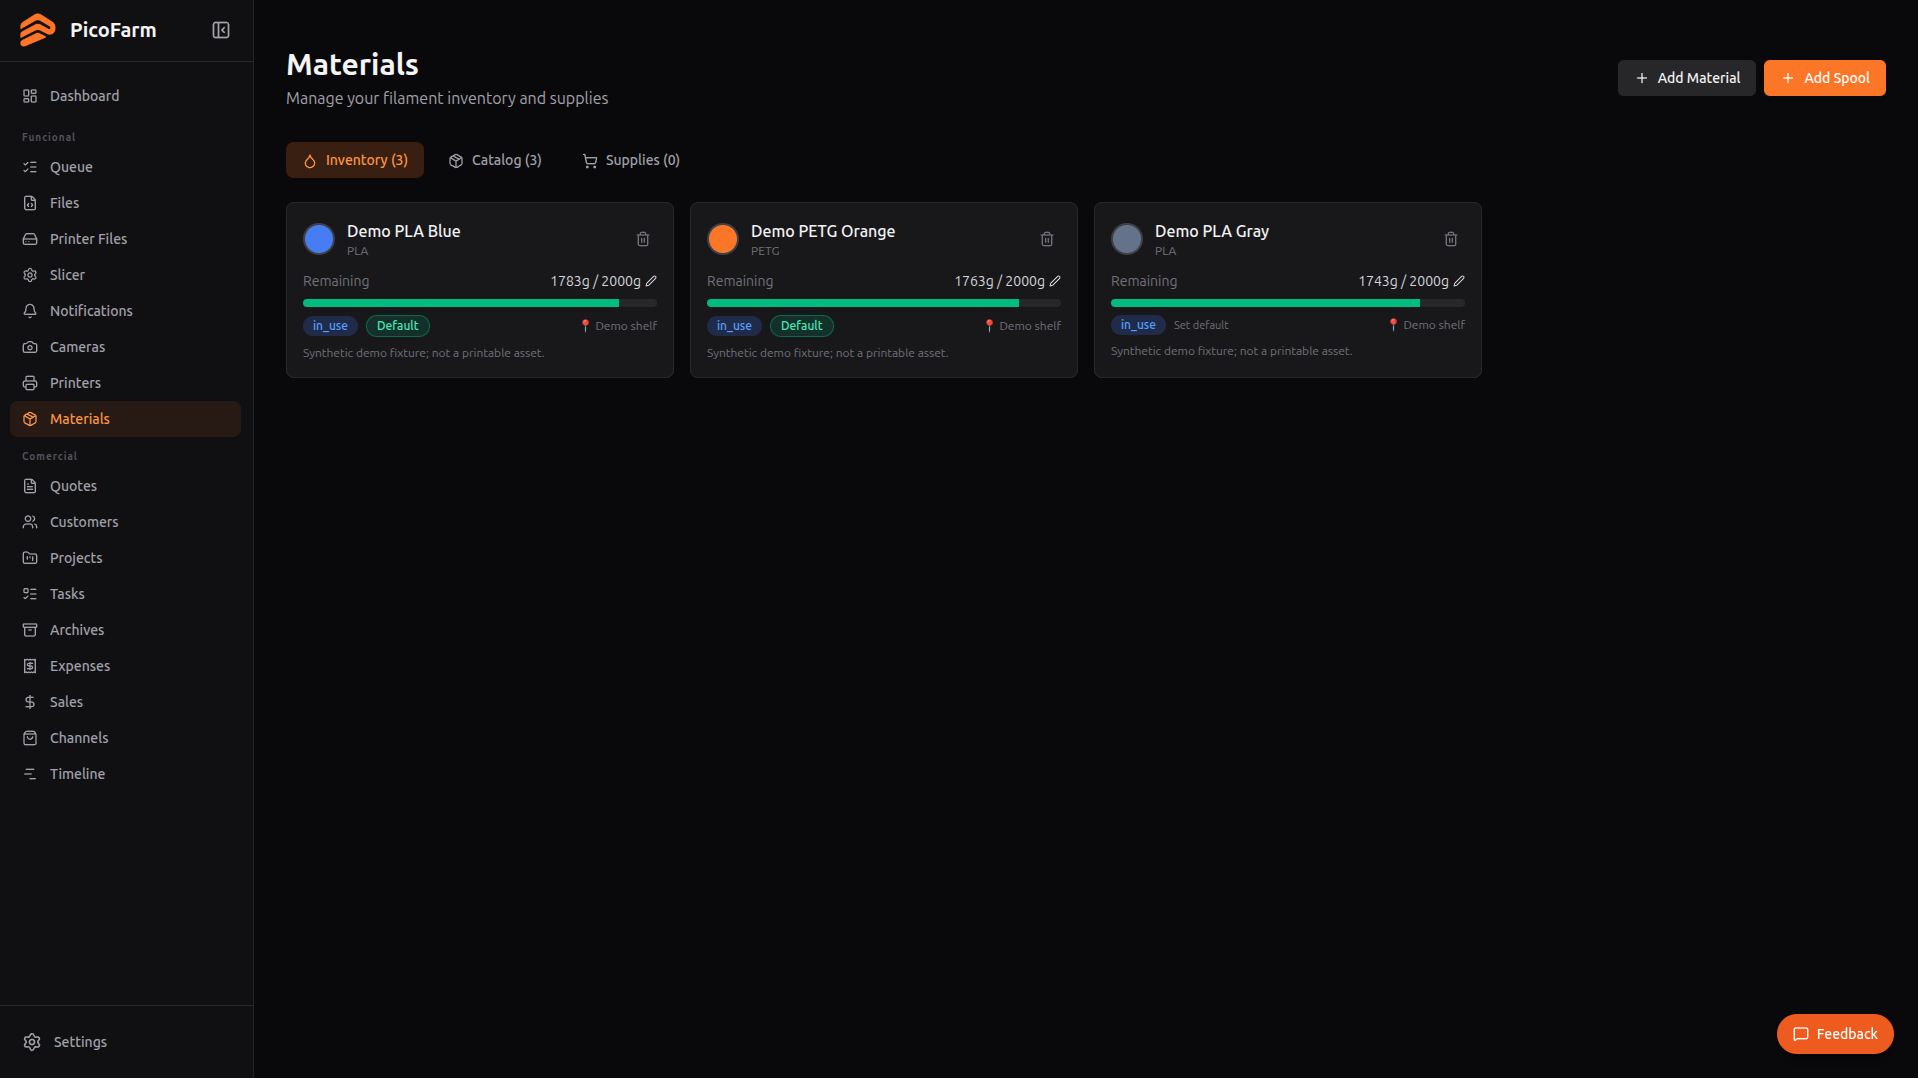 PicoFarm
Dashboard
Funcional
Queue
Files
Printer Files
Slicer
Notifications
Cameras
Printers
Materials
Comercial
Quotes
Customers
Projects
Tasks
Archives
Expenses
Sales
Channels
Timeline
Settings
Materials
Manage your filament inventory and supplies
Add Material
Add Spool
Inventory (3)
Catalog (3)
Supplies (0)
Demo PLA Blue
PLA
Remaining 1783g / 2000g
in_use Default Demo shelf
Synthetic demo fixture; not a printable asset.
Demo PETG Orange
PETG
Remaining 1763g / 2000g
in_use Default Demo shelf
Synthetic demo fixture; not a printable asset.
Demo PLA Gray
PLA
Remaining 1743g / 2000g
in_use Set default Demo shelf
Synthetic demo fixture; not a printable asset.
Feedback